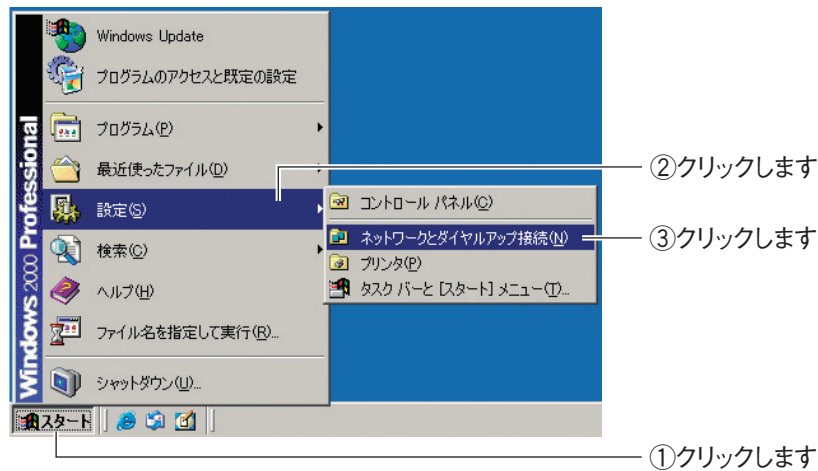 Windows Update
プログラムのアクセスと既定の設定
プログラム(P)
最近使ったファイル(D)
設定(S)
検索(C)
ヘルプ(H)
ファイル名を指定して実行(R)...
シャットダウン(U)...
Windows 2000 Professional
コントロール パネル(C)
ネットワークとダイヤルアップ接続(N)
プリンタ(P)
タスク バーと [スタート] メニュー(T)...
②クリックします
③クリックします
スタート
①クリックします